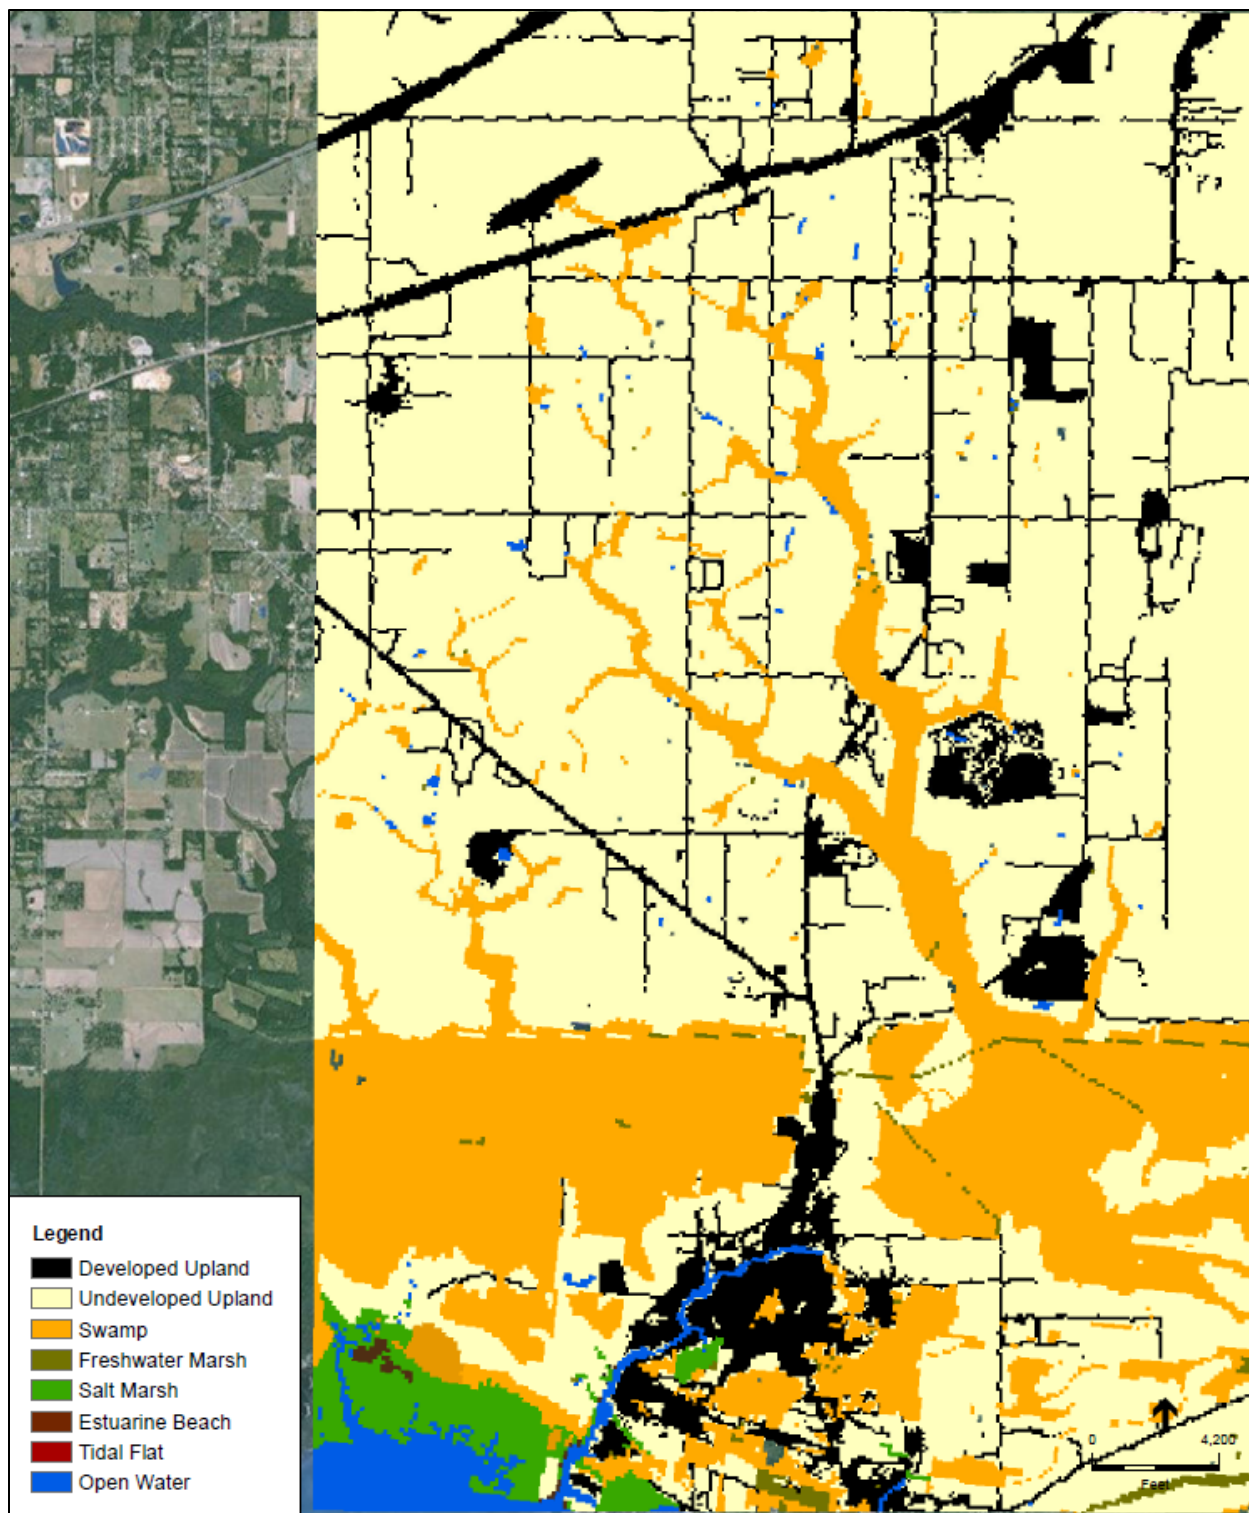 Legend
Developed Upland
Undeveloped Upland
Swamp
Freshwater Marsh
Salt Marsh
Estuarine Beach
Tidal Flat
Open Water
0 4,200
Feet